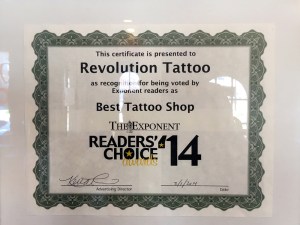 This certificate is presented to
Revolution Tattoo
as recognition for being voted by
Exponent readers as
Best Tattoo Shop
THE EXPONENT
READERS'
CHOICE '14
Advertising Director
Date